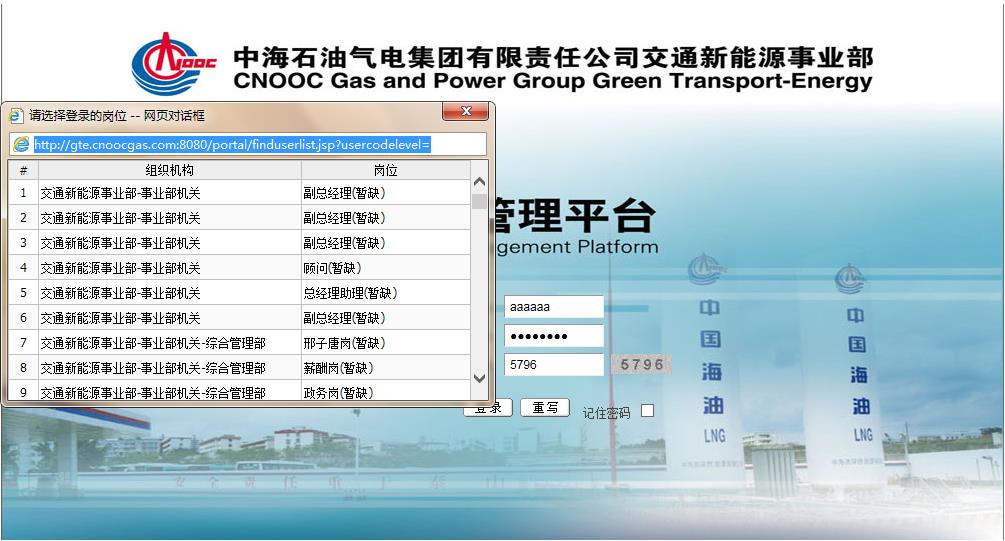 CNOOC
中海石油气电集团有限责任公司交通新能源事业部
CNOOC Gas and Power Group Green Transport-Energy
请选择登录的岗位 -- 网页对话框
http://gte.cnoocgas.com:8080/portal/finduserlist.jsp?usercodelevel=
# 组织机构 岗位
1 交通新能源事业部-事业部机关 副总经理(暂缺)
2 交通新能源事业部-事业部机关 副总经理(暂缺)
3 交通新能源事业部-事业部机关 副总经理(暂缺)
4 交通新能源事业部-事业部机关 顾问(暂缺)
5 交通新能源事业部-事业部机关 总经理助理(暂缺)
6 交通新能源事业部-事业部机关 副总经理(暂缺)
7 交通新能源事业部-事业部机关-综合管理部 邢子唐岗(暂缺)
8 交通新能源事业部-事业部机关-综合管理部 薪酬岗(暂缺)
9 交通新能源事业部-事业部机关-综合管理部 政务岗(暂缺)
管理平台
gement Platform
aaaaaa
●●●●●●●●
5796 5796
登录 重写 记住密码
中国海油
LNG
中国海油
LNG
安全责任重于泰山